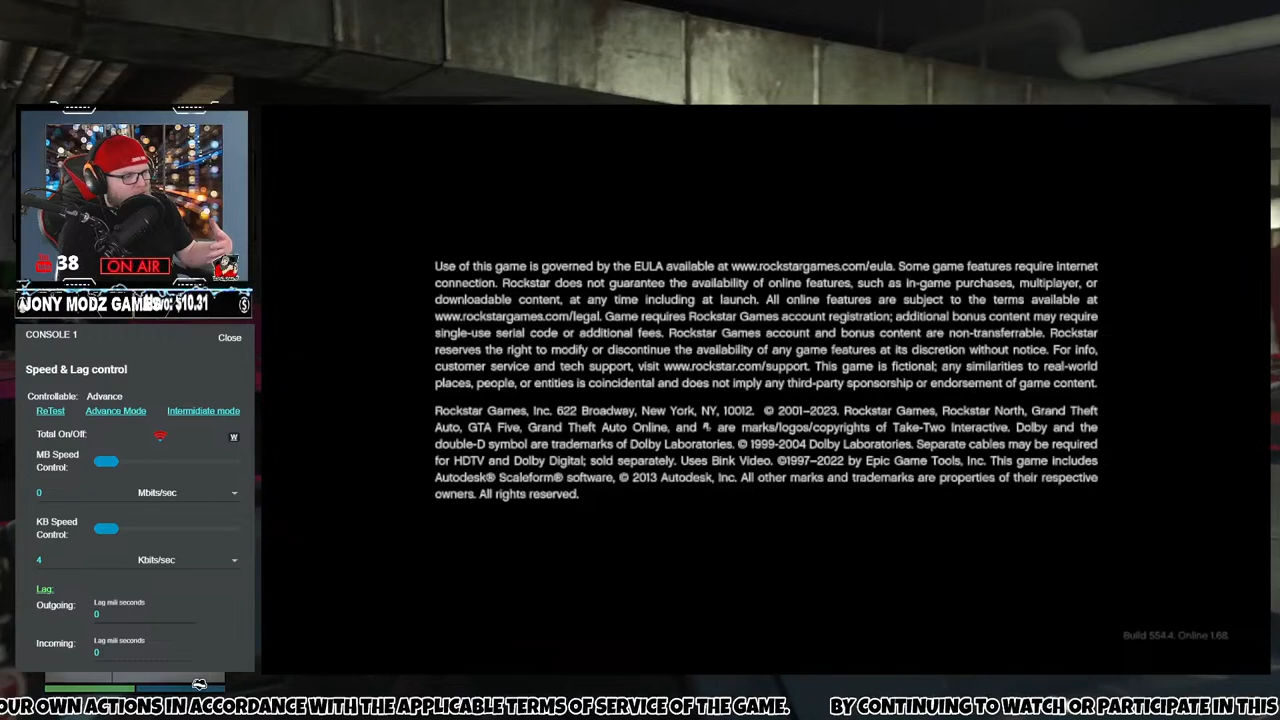 38
ON AIR
JONY MODZ GAMES
$10.31
CONSOLE 1
Close
Speed & Lag control
Controllable: Advance
ReTest Advance Mode Intermidiate mode
Total On/Off:
W
MB Speed
Control:
0 Mbits/sec
KB Speed
Control:
4 Kbits/sec
Lag:
Outgoing:
Lag mili seconds
0
Incoming:
Lag mili seconds
0
Use of this game is governed by the EULA available at www.rockstargames.com/eula. Some game features require internet
connection. Rockstar does not guarantee the availability of online features, such as in-game purchases, multiplayer, or
downloadable content, at any time including at launch. All online features are subject to the terms available at
www.rockstargames.com/legal. Game requires Rockstar Games account registration; additional bonus content may require
single-use serial code or additional fees. Rockstar Games account and bonus content are non-transferrable. Rockstar
reserves the right to modify or discontinue the availability of any game features at its discretion without notice. For info,
customer service and tech support, visit www.rockstar.com/support. This game is fictional; any similarities to real-world
places, people, or entities is coincidental and does not imply any third-party sponsorship or endorsement of game content.
Rockstar Games, Inc. 622 Broadway, New York, NY, 10012. © 2001-2023. Rockstar Games, Rockstar North, Grand Theft
Auto, GTA Five, Grand Theft Auto Online, and are marks/logos/copyrights of Take-Two Interactive. Dolby and the
double-D symbol are trademarks of Dolby Laboratories. © 1999-2004 Dolby Laboratories. Separate cables may be required
for HDTV and Dolby Digital; sold separately. Uses Bink Video. ©1997-2022 by Epic Game Tools, Inc. This game includes
Autodesk® Scaleform® software, © 2013 Autodesk, Inc. All other marks and trademarks are properties of their respective
owners. All rights reserved.
Build 554.4. Online 1.68
OUR OWN ACTIONS IN ACCORDANCE WITH THE APPLICABLE TERMS OF SERVICE OF THE GAME. BY CONTINUING TO WATCH OR PARTICIPATE IN THIS